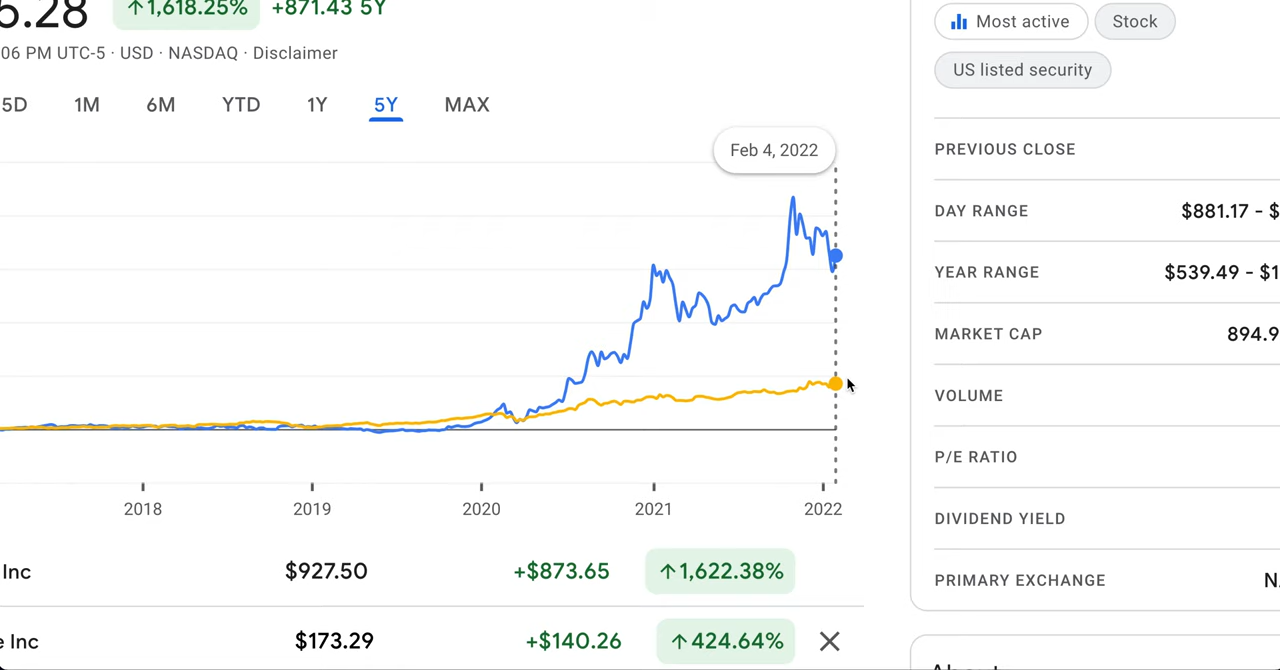 5.28 ↑1,618.25% +871.43 5Y
06 PM UTC-5 · USD · NASDAQ · Disclaimer
5D 1M 6M YTD 1Y 5Y MAX
Feb 4, 2022
2018 2019 2020 2021 2022
Inc $927.50 +$873.65 ↑1,622.38%
e Inc $173.29 +$140.26 ↑424.64%
Most active Stock
US listed security
PREVIOUS CLOSE
DAY RANGE $881.17 - $
YEAR RANGE $539.49 - $1
MARKET CAP 894.9
VOLUME
P/E RATIO
DIVIDEND YIELD
PRIMARY EXCHANGE N